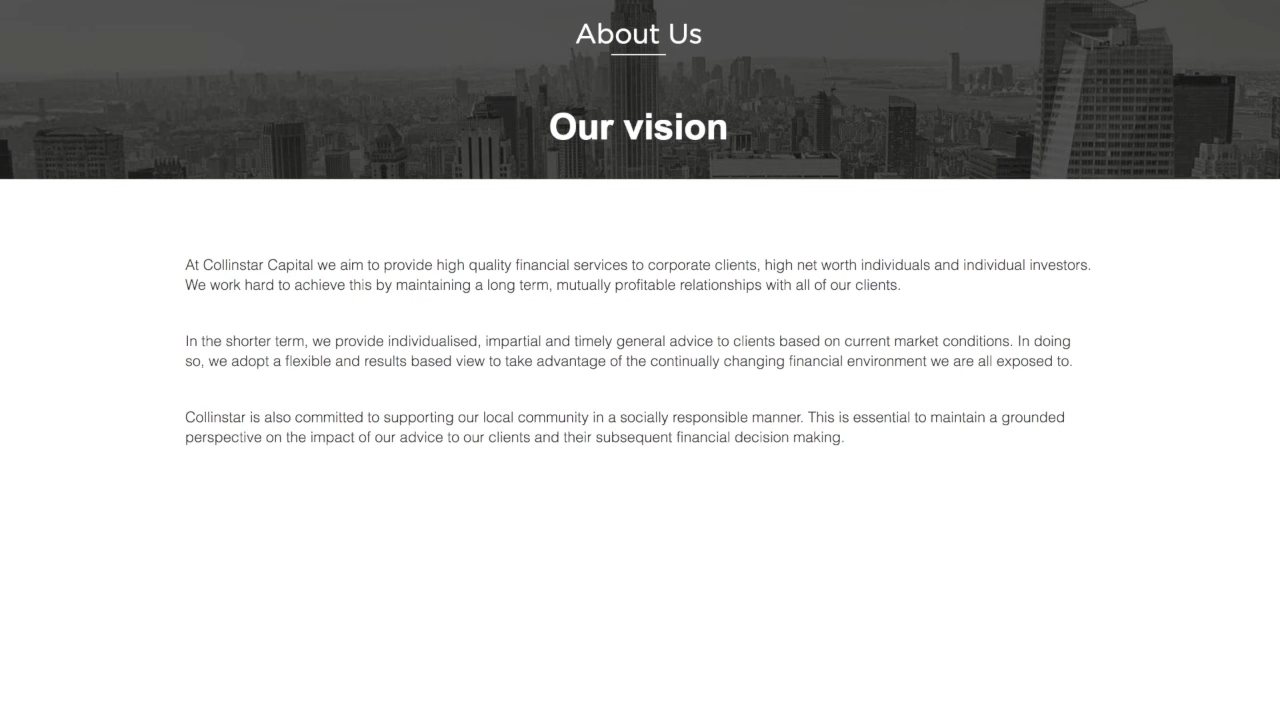 About Us
Our vision
At Collinstar Capital we aim to provide high quality financial services to corporate clients, high net worth individuals and individual investors.
We work hard to achieve this by maintaining a long term, mutually profitable relationships with all of our clients.
In the shorter term, we provide individualised, impartial and timely general advice to clients based on current market conditions. In doing
so, we adopt a flexible and results based view to take advantage of the continually changing financial environment we are all exposed to.
Collinstar is also committed to supporting our local community in a socially responsible manner. This is essential to maintain a grounded
perspective on the impact of our advice to our clients and their subsequent financial decision making.